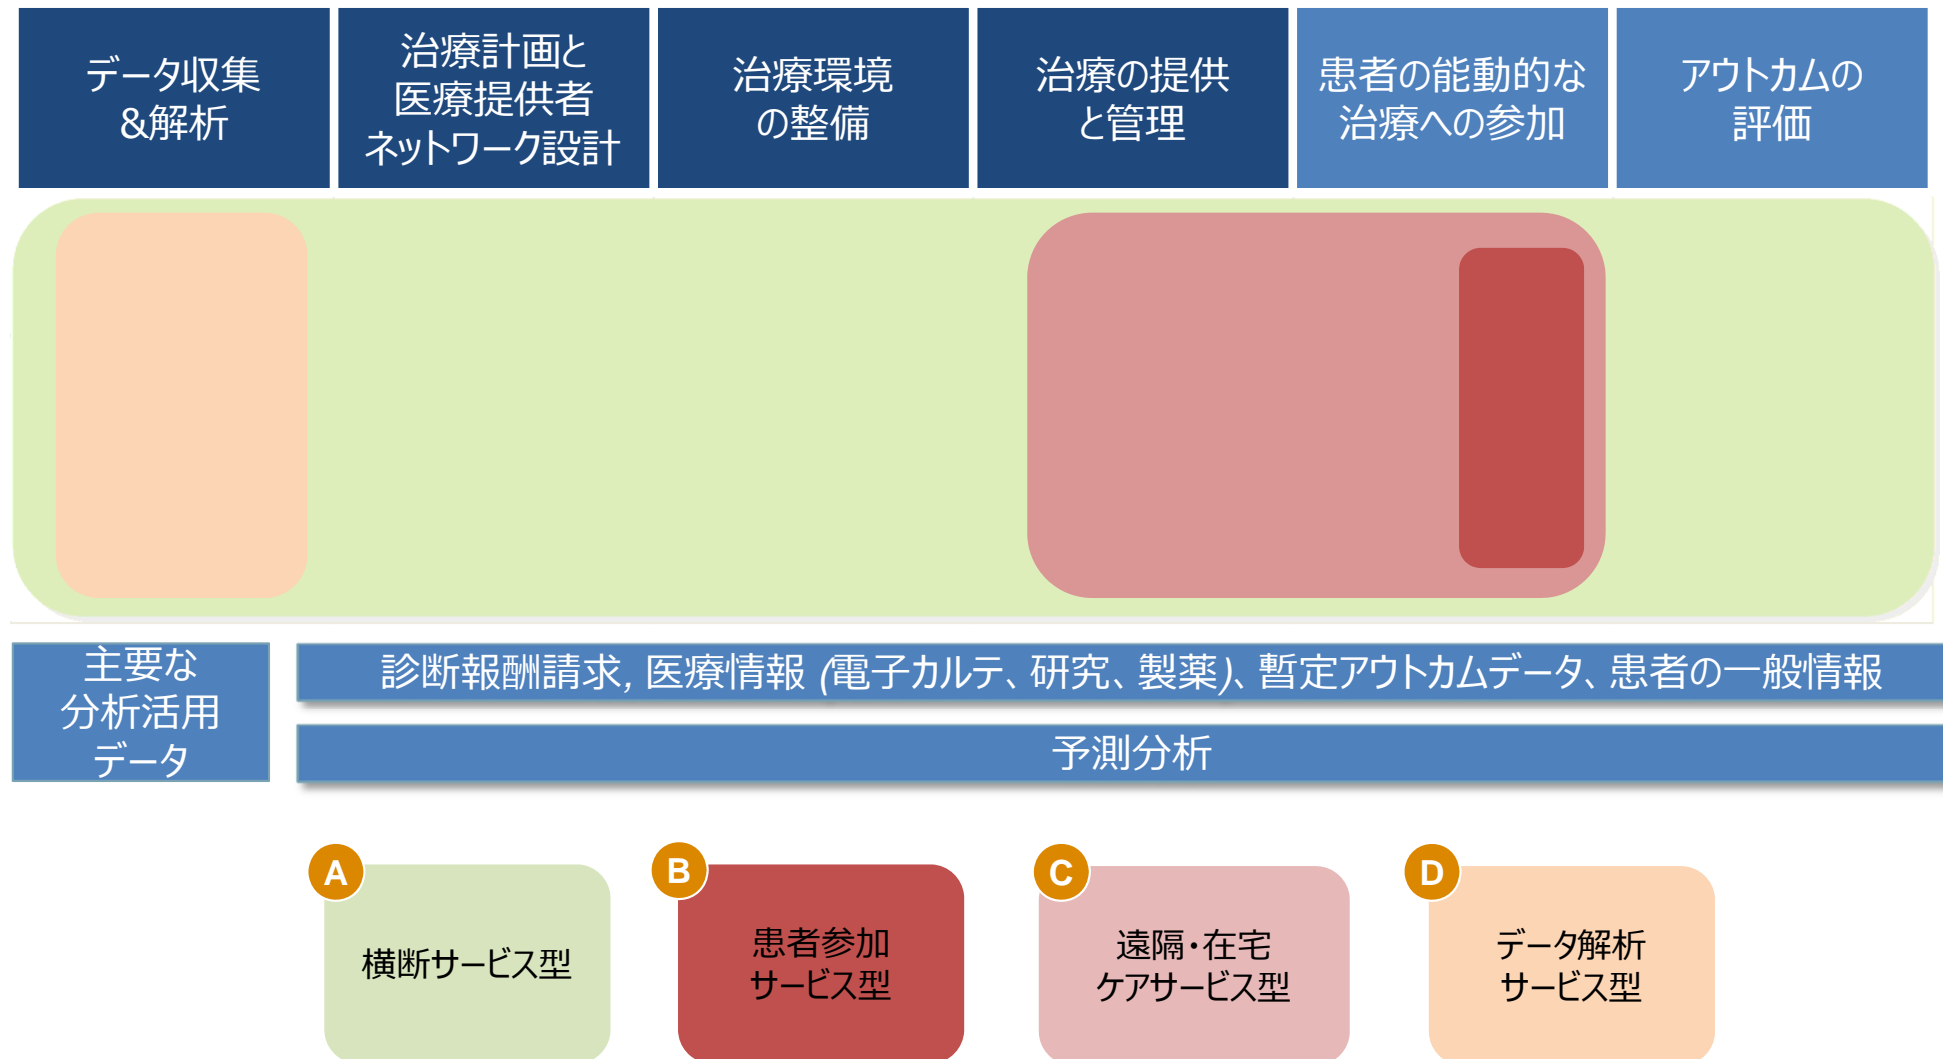 データ収集
&解析
治療計画と
医療提供者
ネットワーク設計
治療環境
の整備
治療の提供
と管理
患者の能動的な
治療への参加
アウトカムの
評価
主要な
分析活用
データ
診断報酬請求, 医療情報 (電子カルテ、研究、製薬)、暫定アウトカムデータ、患者の一般情報
予測分析
A
横断サービス型
B
患者参加
サービス型
C
遠隔・在宅
ケアサービス型
D
データ解析
サービス型